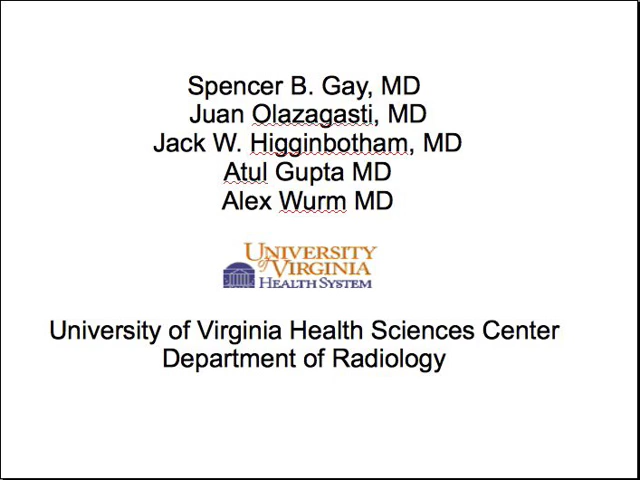 Spencer B. Gay, MD
Juan Olazagasti, MD
Jack W. Higginbotham, MD
Atul Gupta MD
Alex Wurm MD
UNIVERSITY
of VIRGINIA
HEALTH SYSTEM
University of Virginia Health Sciences Center
Department of Radiology